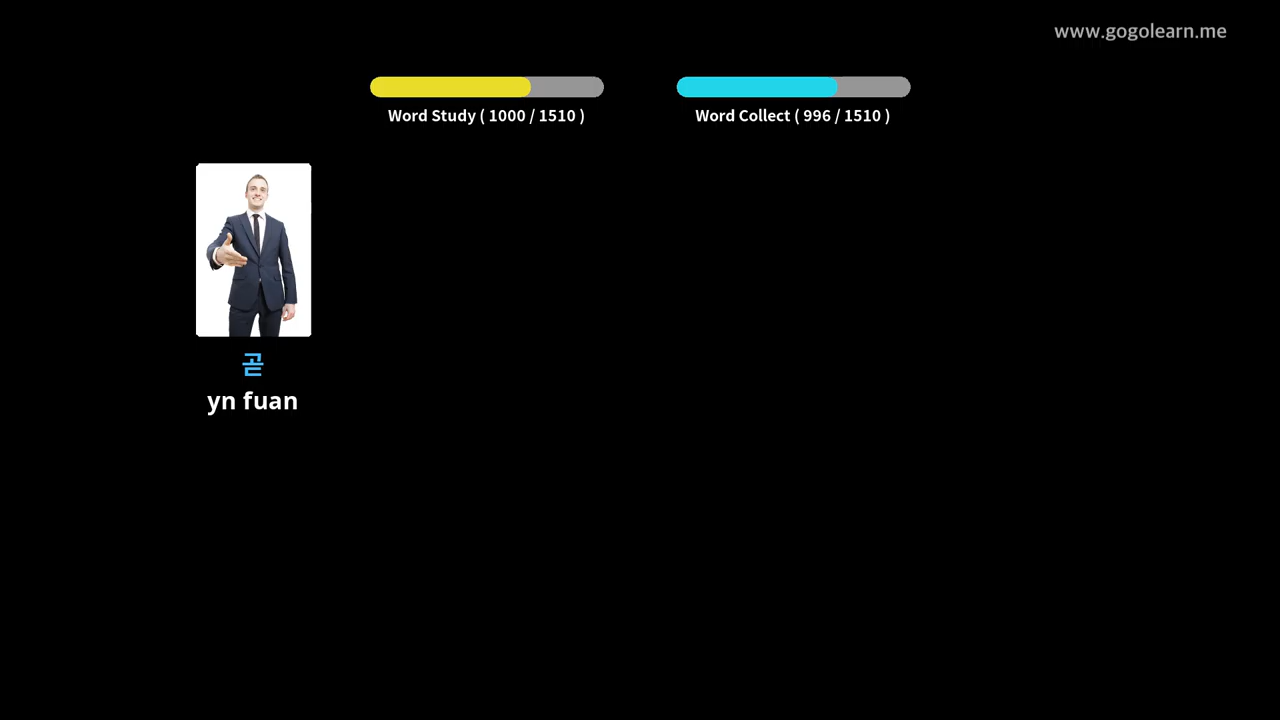 www.gogolearn.me
Word Study ( 1000 / 1510 )
Word Collect ( 996 / 1510 )
곧
yn fuan